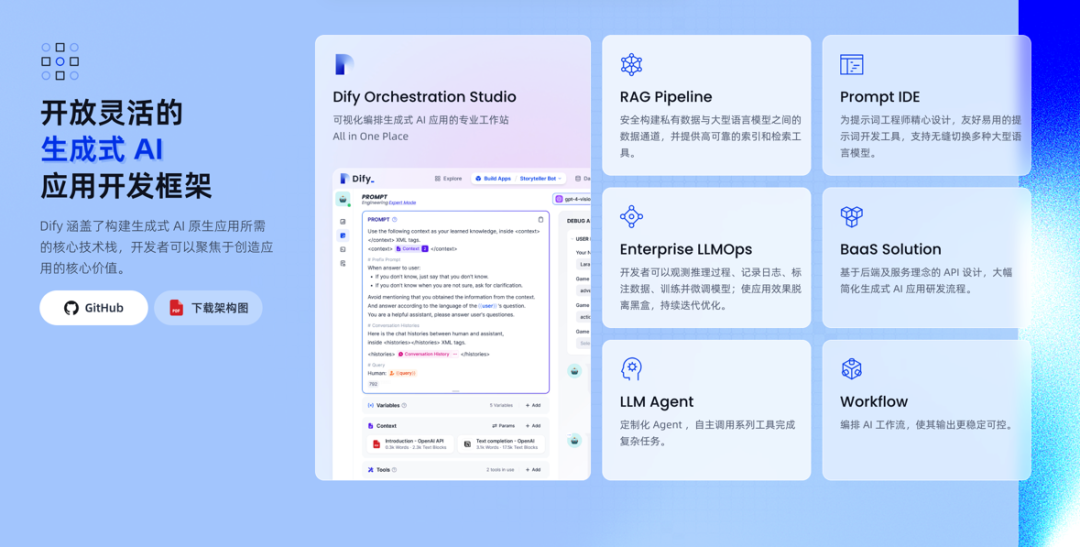 开放灵活的
生成式 AI
应用开发框架
Dify 涵盖了构建生成式 AI 原生应用所需
的核心技术栈，开发者可以聚焦于创造应
用的核心价值。
GitHub
下载架构图
Dify Orchestration Studio
可视化编排生成式 AI 应用的专业工作站
All in One Place
Dify_
Explore
Build Apps / Storyteller Bot
Da
PROMPT
Engineering Expert Mode
gpt-4-vision
PROMPT
Use the following context as your learned knowledge, inside <context>
</context> XML tags.
<context> Context </context>
# Prefix Prompt
When answer to user:
• If you don't know, just say that you don't know.
• If you don't know when you are not sure, ask for clarification.
Avoid mentioning that you obtained the information from the context.
And answer according to the language of the {{user}}'s question.
You are a helpful assistant, please answer user's questiones.
# Conversation Histories
Here is the chat histories between human and assistant,
inside <histories></histories> XML tags.
<histories> Conversation History </histories>
# Query
Human: {{query}}
792
Variables
5 Variables
+ Add
Context
Params
+ Add
Introduction - OpenAI API
Text completion - OpenAI
Tools
2 tools in use
+ Add
DEBUG A
USER I
Your N
Lara
Game
adve
Game
actio
Game
RAG Pipeline
安全构建私有数据与大型语言模型之间的
数据通道，并提供高可靠的索引和检索工
具。
Prompt IDE
为提示词工程师精心设计，友好易用的提
示词开发工具，支持无缝切换多种大型语
言模型。
Enterprise LLMOps
开发者可以观测推理过程、记录日志、标
注数据、训练并微调模型；使应用效果脱
离黑盒，持续迭代优化。
BaaS Solution
基于后端及服务理念的 API 设计，大幅
简化生成式 AI 应用研发流程。
LLM Agent
定制化 Agent ，自主调用系列工具完成
复杂任务。
Workflow
编排 AI 工作流，使其输出更稳定可控。